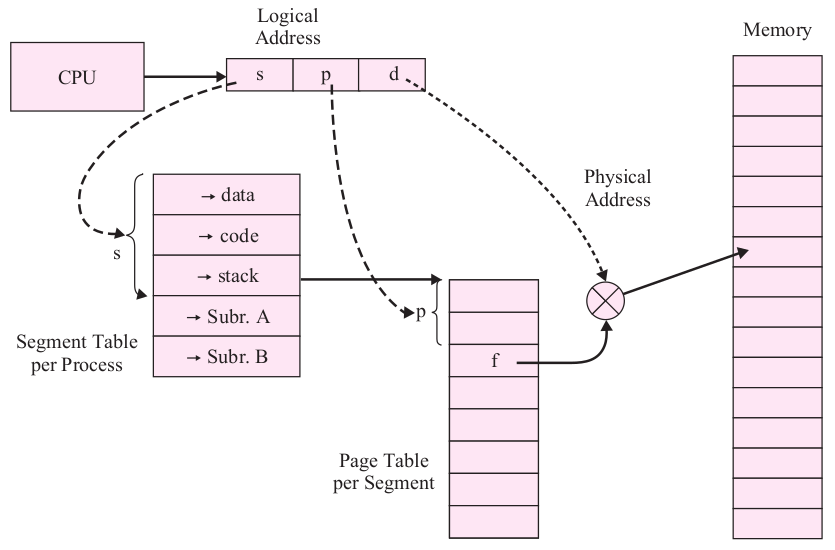 Logical
Address
Memory
CPU
s
p
d
Physical
Address
→ data
→ code
→ stack
→ Subr. A
→ Subr. B
s
p
f
Segment Table
per Process
Page Table
per Segment